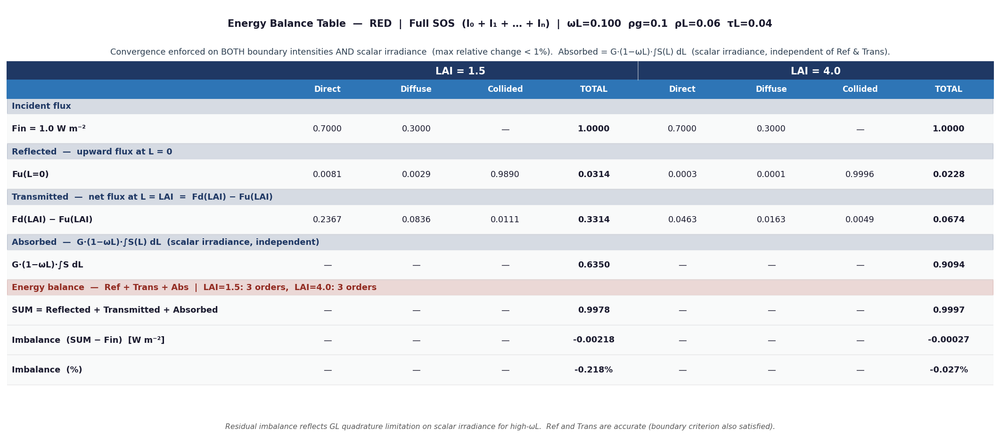 Energy Balance Table — RED | Full SOS (I₀ + I₁ + … + Iₙ) | ωL=0.100 ρg=0.1 ρL=0.06 τL=0.04
Convergence enforced on BOTH boundary intensities AND scalar irradiance (max relative change < 1%). Absorbed = G·(1−ωL)·∫S(L) dL (scalar irradiance, independent of Ref & Trans).
LAI = 1.5 LAI = 4.0
Direct Diffuse Collided TOTAL Direct Diffuse Collided TOTAL
Incident flux
Fin = 1.0 W m⁻² 0.7000 0.3000 — 1.0000 0.7000 0.3000 — 1.0000
Reflected — upward flux at L = 0
Fu(L=0) 0.0081 0.0029 0.9890 0.0314 0.0003 0.0001 0.9996 0.0228
Transmitted — net flux at L = LAI = Fd(LAI) − Fu(LAI)
Fd(LAI) − Fu(LAI) 0.2367 0.0836 0.0111 0.3314 0.0463 0.0163 0.0049 0.0674
Absorbed — G·(1−ωL)·∫S(L) dL (scalar irradiance, independent)
G·(1−ωL)·∫S dL — — — 0.6350 — — — 0.9094
Energy balance — Ref + Trans + Abs | LAI=1.5: 3 orders, LAI=4.0: 3 orders
SUM = Reflected + Transmitted + Absorbed — — — 0.9978 — — — 0.9997
Imbalance (SUM − Fin) [W m⁻²] — — — -0.00218 — — — -0.00027
Imbalance (%) — — — -0.218% — — — -0.027%
Residual imbalance reflects GL quadrature limitation on scalar irradiance for high-ωL. Ref and Trans are accurate (boundary criterion also satisfied).